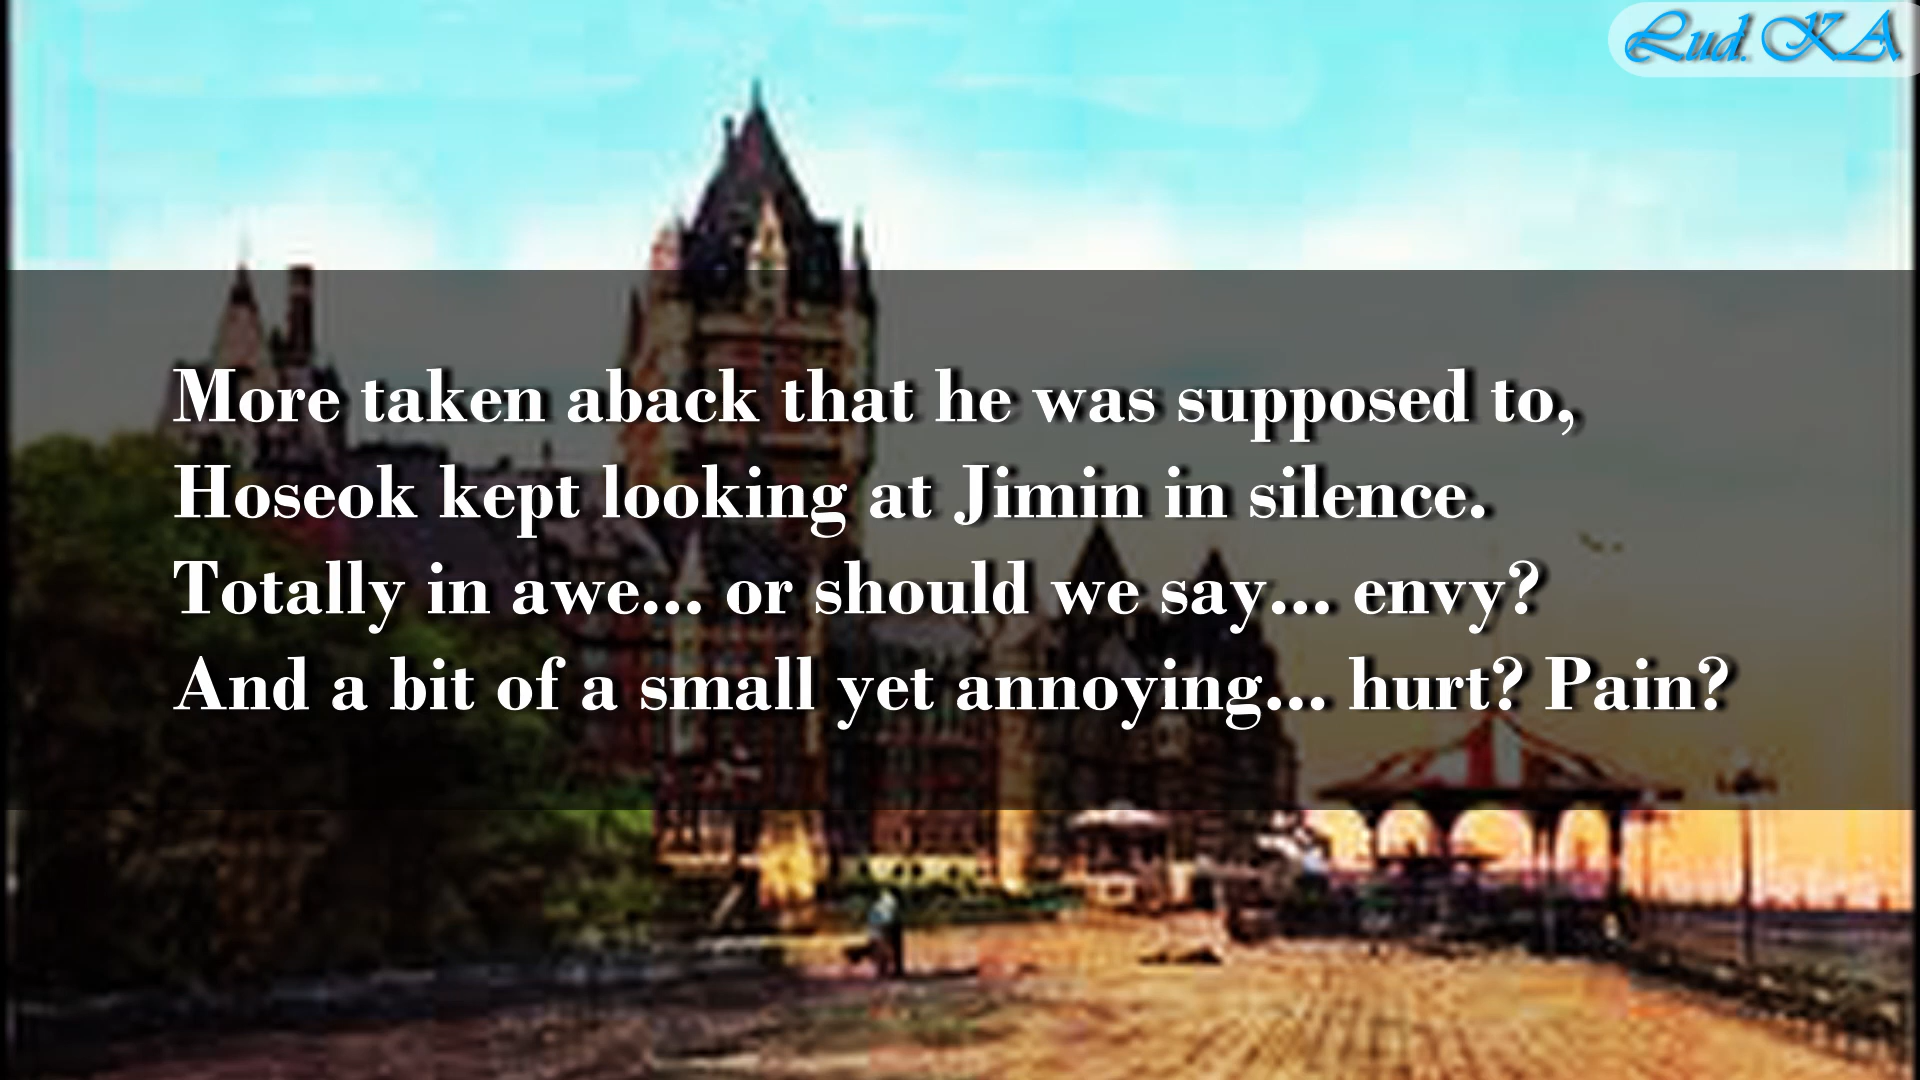 Lud. KA
More taken aback that he was supposed to,
Hoseok kept looking at Jimin in silence.
Totally in awe... or should we say... envy?
And a bit of a small yet annoying... hurt? Pain?